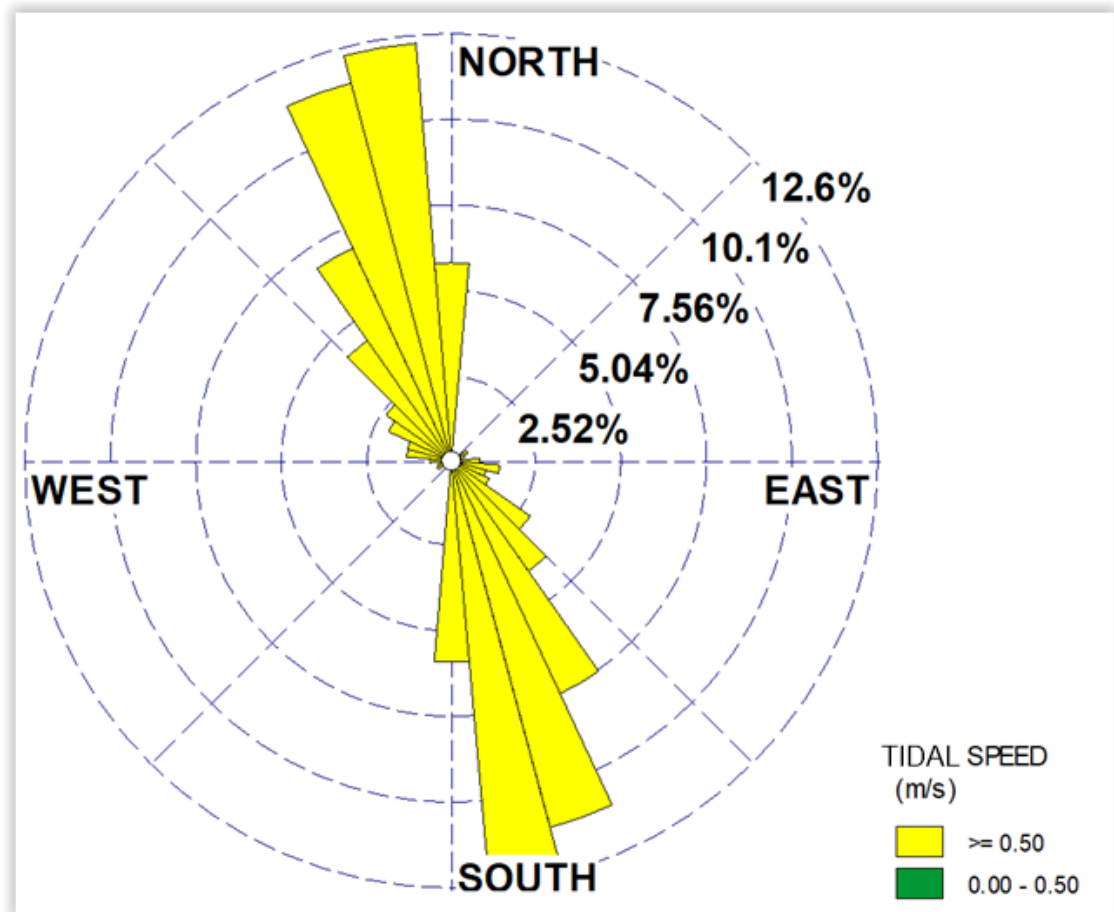 NORTH
12.6%
10.1%
7.56%
5.04%
2.52%
WEST
EAST
TIDAL SPEED
(m/s)
>= 0.50
SOUTH
0.00 - 0.50